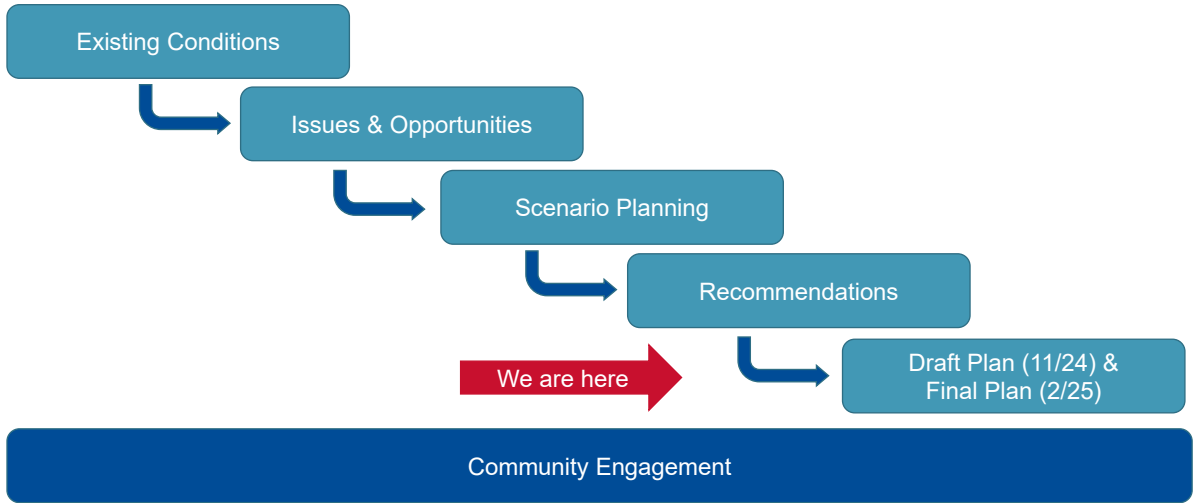 Existing Conditions
Issues & Opportunities
Scenario Planning
Recommendations
Draft Plan (11/24) &
Final Plan (2/25)
We are here
Community Engagement